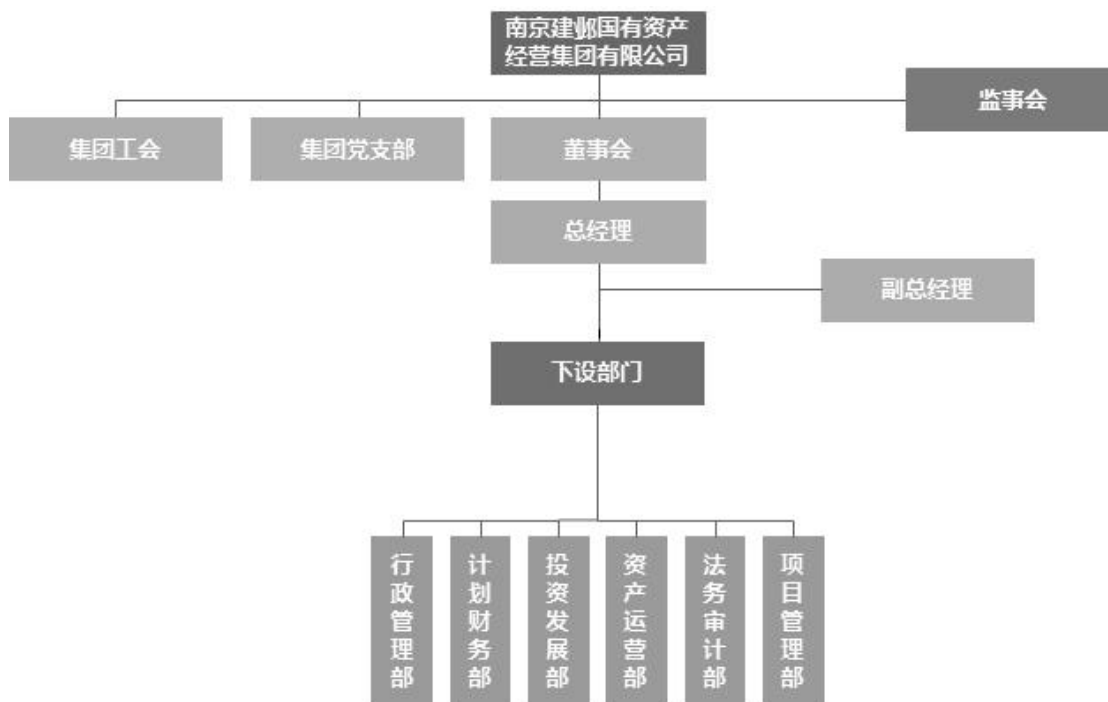 南京建邺国有资产
经营集团有限公司
监事会
集团工会
集团党支部
董事会
总经理
副总经理
下设部门
行政管理部
计划财务部
投资发展部
资产运营部
法务审计部
项目管理部